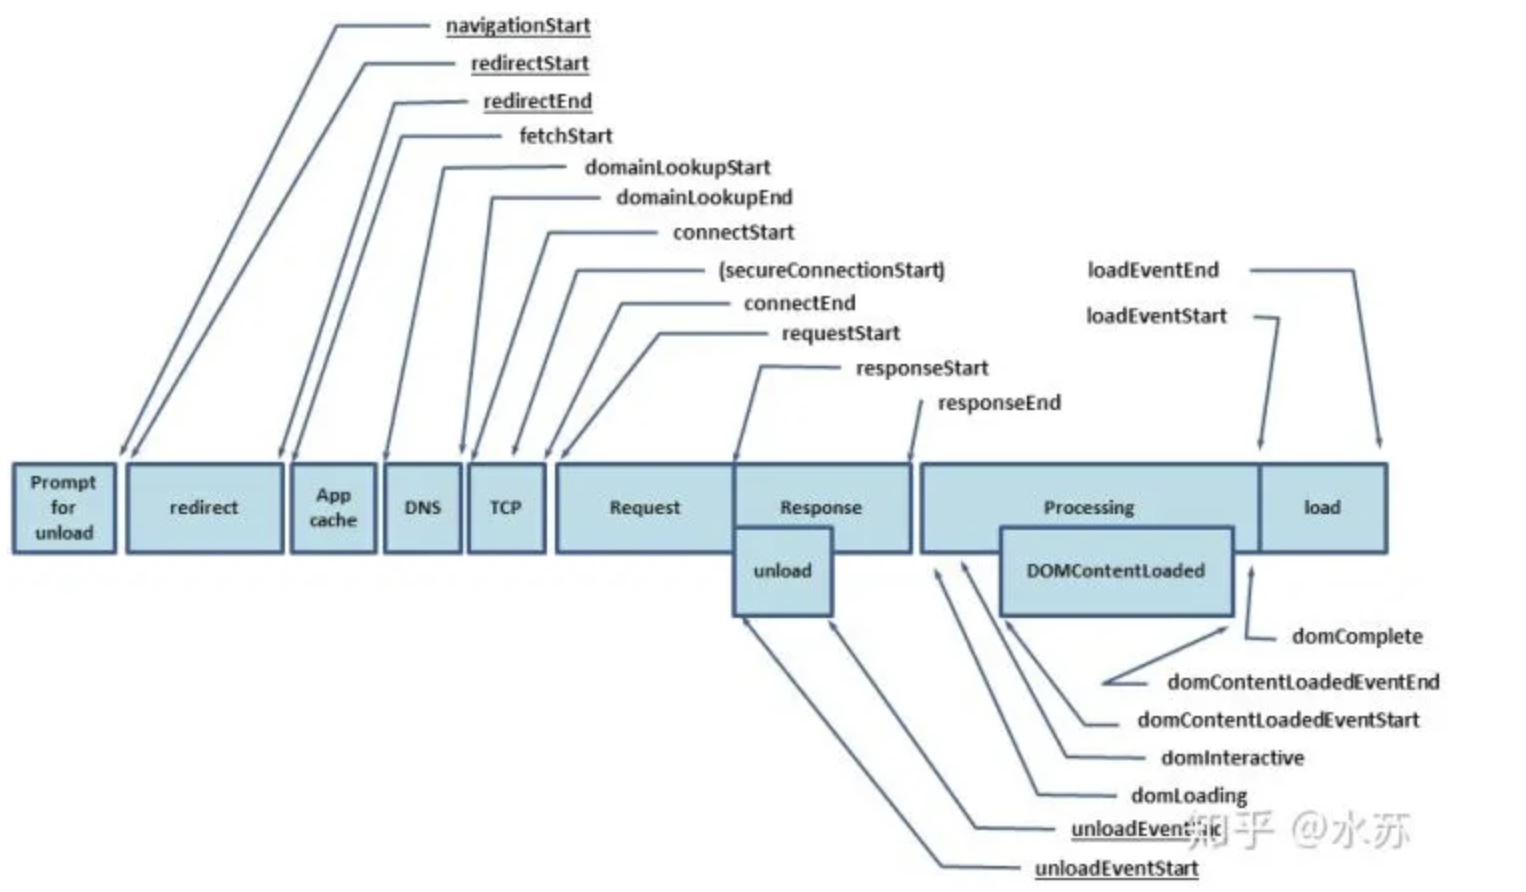 navigationStart
redirectStart
redirectEnd
fetchStart
domainLookupStart
domainLookupEnd
connectStart
(secureConnectionStart)
connectEnd
requestStart
responseStart
responseEnd
loadEventEnd
loadEventStart
Prompt
for
unload
redirect
App
cache
DNS
TCP
Request
Response
unload
Processing
DOMContentLoaded
load
domComplete
domContentLoadedEventEnd
domContentLoadedEventStart
domInteractive
domLoading
unloadEventStart
知乎 @水苏